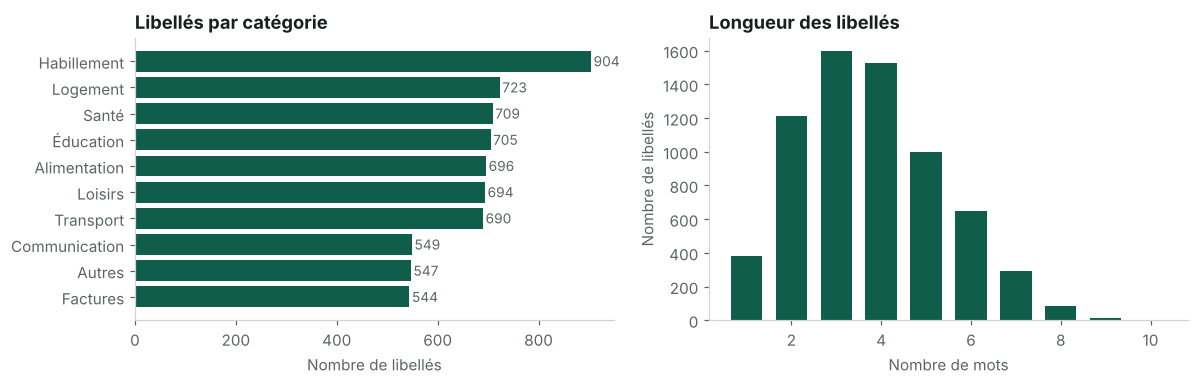 Libellés par catégorie
Habillement 904
Logement 723
Santé 709
Éducation 705
Alimentation 696
Loisirs 694
Transport 690
Communication 549
Autres 547
Factures 544
0 200 400 600 800
Nombre de libellés
Longueur des libellés
Nombre de libellés
1600
1400
1200
1000
800
600
400
200
0
2 4 6 8 10
Nombre de mots